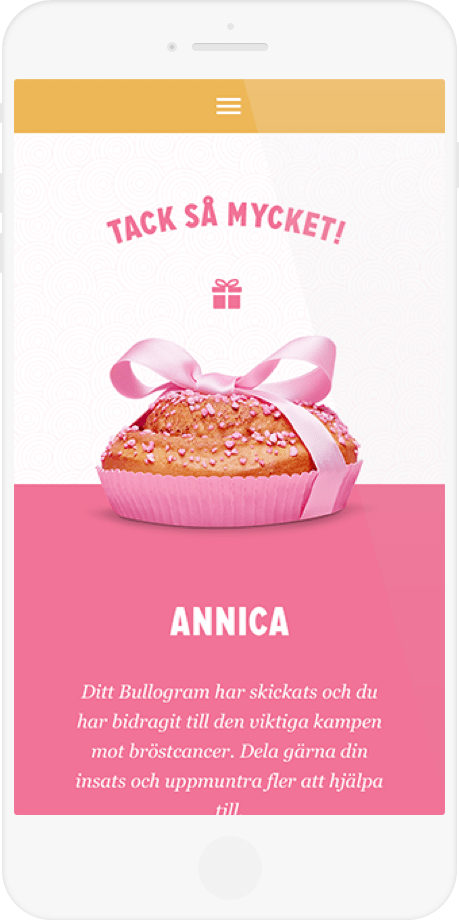 TACK SÅ MYCKET!
ANNICA
Ditt Bullogram har skickats och du
har bidragit till den viktiga kampen
mot bröstcancer. Dela gärna din
insats och uppmuntra fler att hjälpa
till.